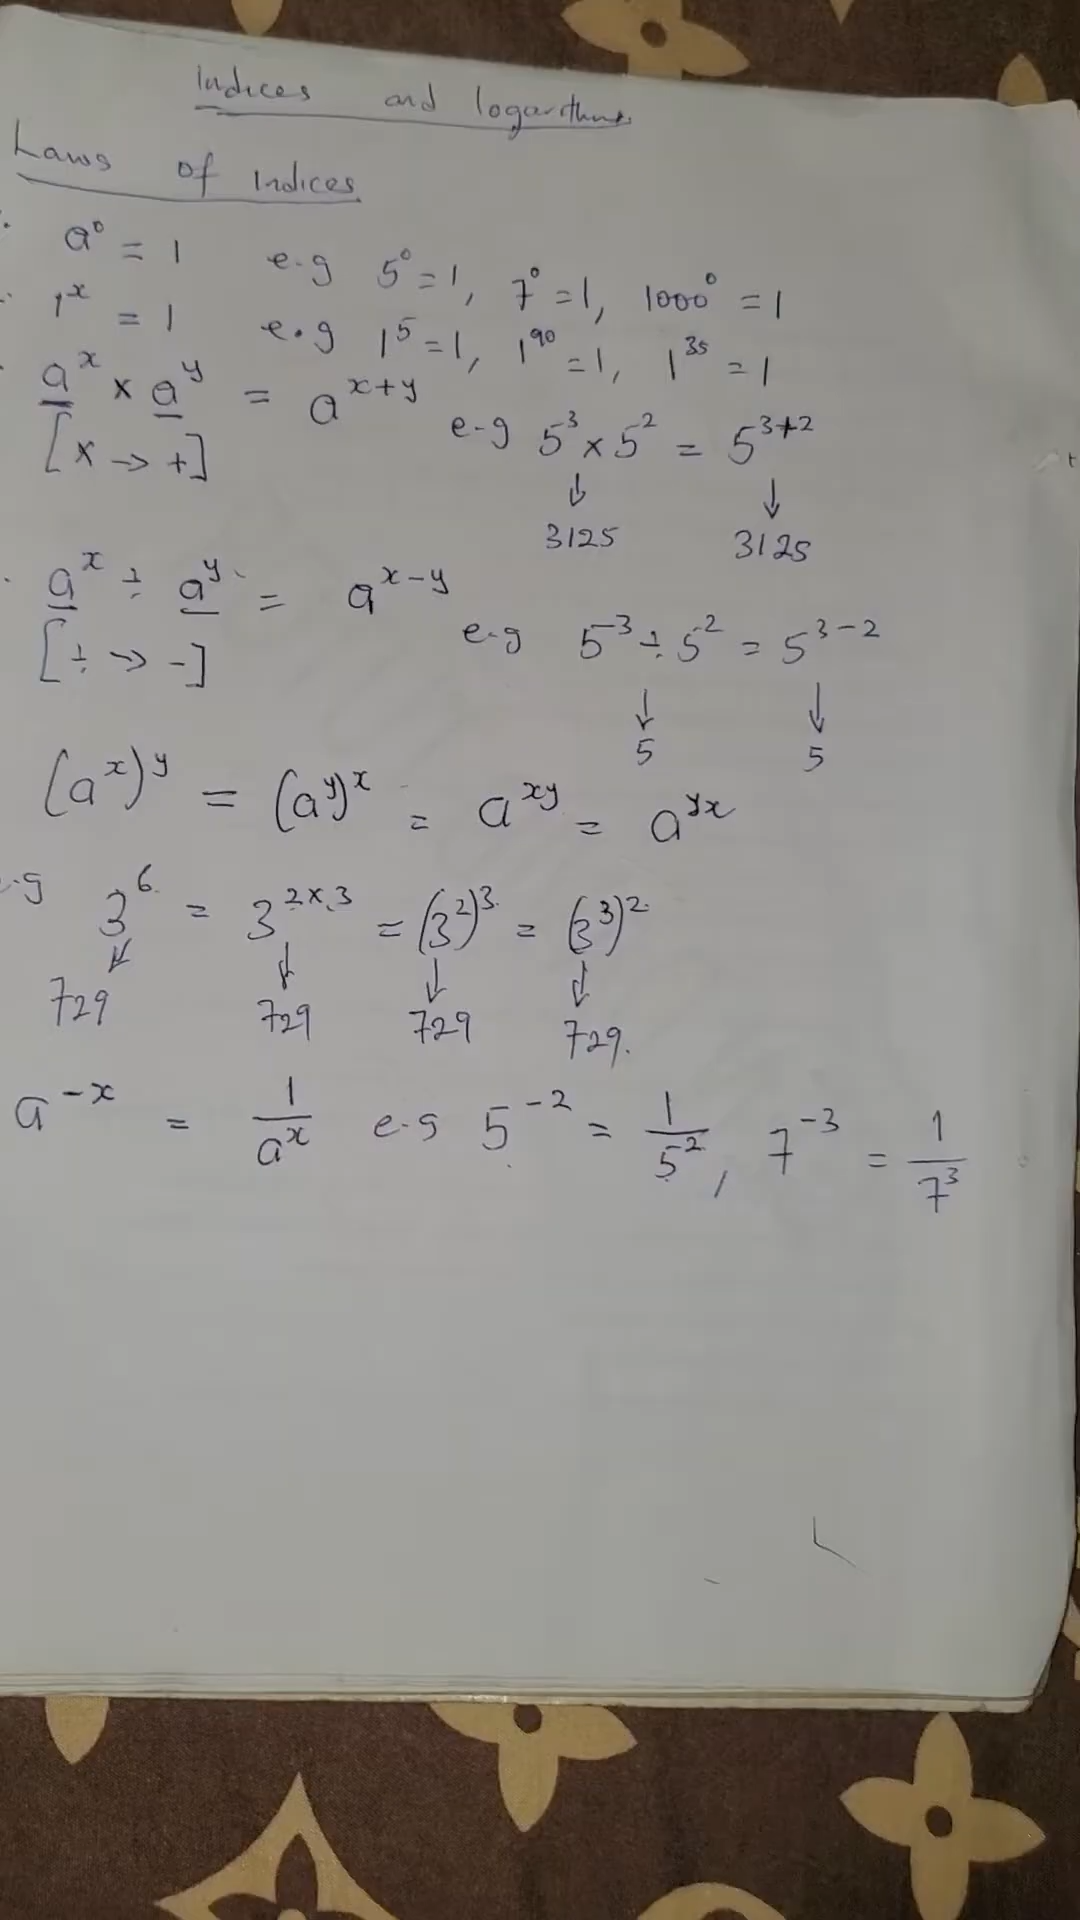 Indices and logarithms
Laws of Indices
a⁰ = 1 e.g 5⁰ = 1, 7⁰ = 1, 1000⁰ = 1
1ˣ = 1 e.g 1⁵ = 1, 1⁹⁰ = 1, 1³⁵ = 1
aˣ × aʸ = aˣ⁺ʸ e-g 5³ × 5² = 5³⁺²
[× → +]
↓ ↓
3125 3125
aˣ ÷ aʸ = aˣ⁻ʸ e-g 5³ ÷ 5² = 5³⁻²
[÷ → -]
↓ ↓
5 5
(aˣ)ʸ = (aʸ)ˣ = aˣʸ = aʸˣ
e-g 3⁶ = 3²ˣ³ = (3²)³ = (3³)²
↓ ↓ ↓ ↓
729 729 729 729.
a⁻ˣ = 1/aˣ e-g 5⁻² = 1/5², 7⁻³ = 1/7³